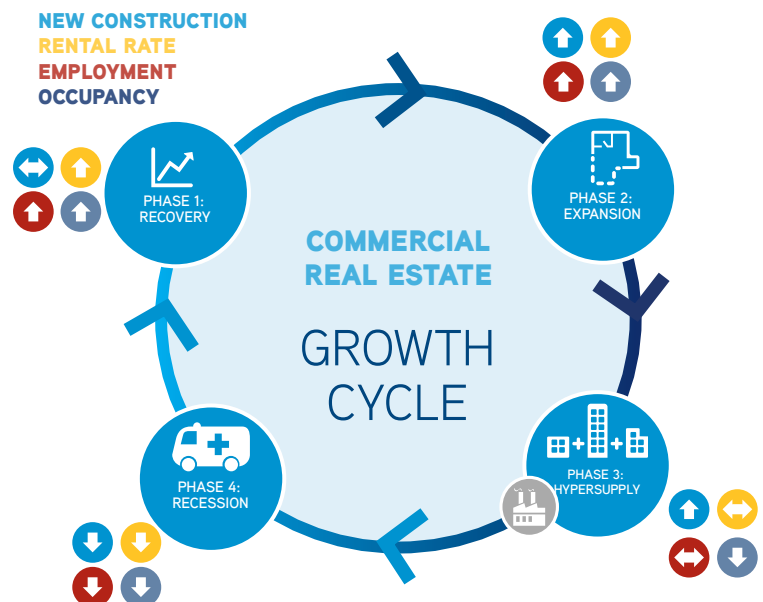 NEW CONSTRUCTION
RENTAL RATE
EMPLOYMENT
OCCUPANCY
PHASE 1:
RECOVERY
PHASE 2:
EXPANSION
COMMERCIAL
REAL ESTATE
GROWTH
CYCLE
PHASE 3:
HYPERSUPPLY
PHASE 4:
RECESSION